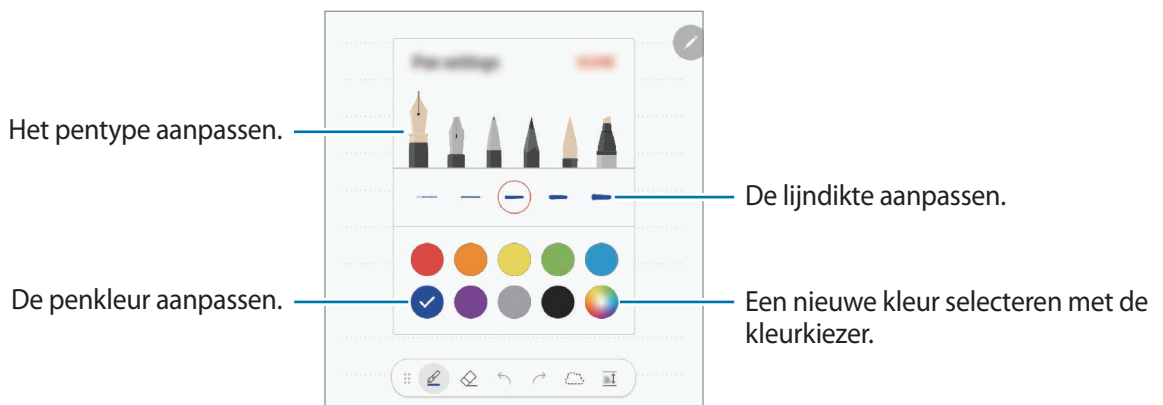 Het pentype aanpassen.
De lijndikte aanpassen.
De penkleur aanpassen.
Een nieuwe kleur selecteren met de
kleurkiezer.